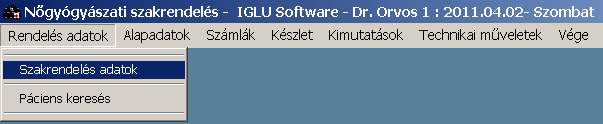 Nőgyógyászati szakrendelés - IGLU Software - Dr. Orvos 1 : 2011.04.02- Szombat
Rendelés adatok Alapadatok Számlák Készlet Kimutatások Technikai műveletek Vége
Szakrendelés adatok
Páciens keresés